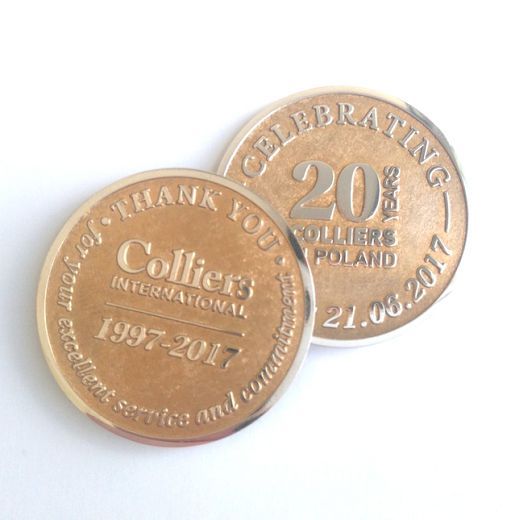 • THANK YOU •
for your excellent service and commitment
Colliers
INTERNATIONAL
1997-2017
CELEBRATING
20
YEARS
COLLIERS
N POLAND
21.06.2017